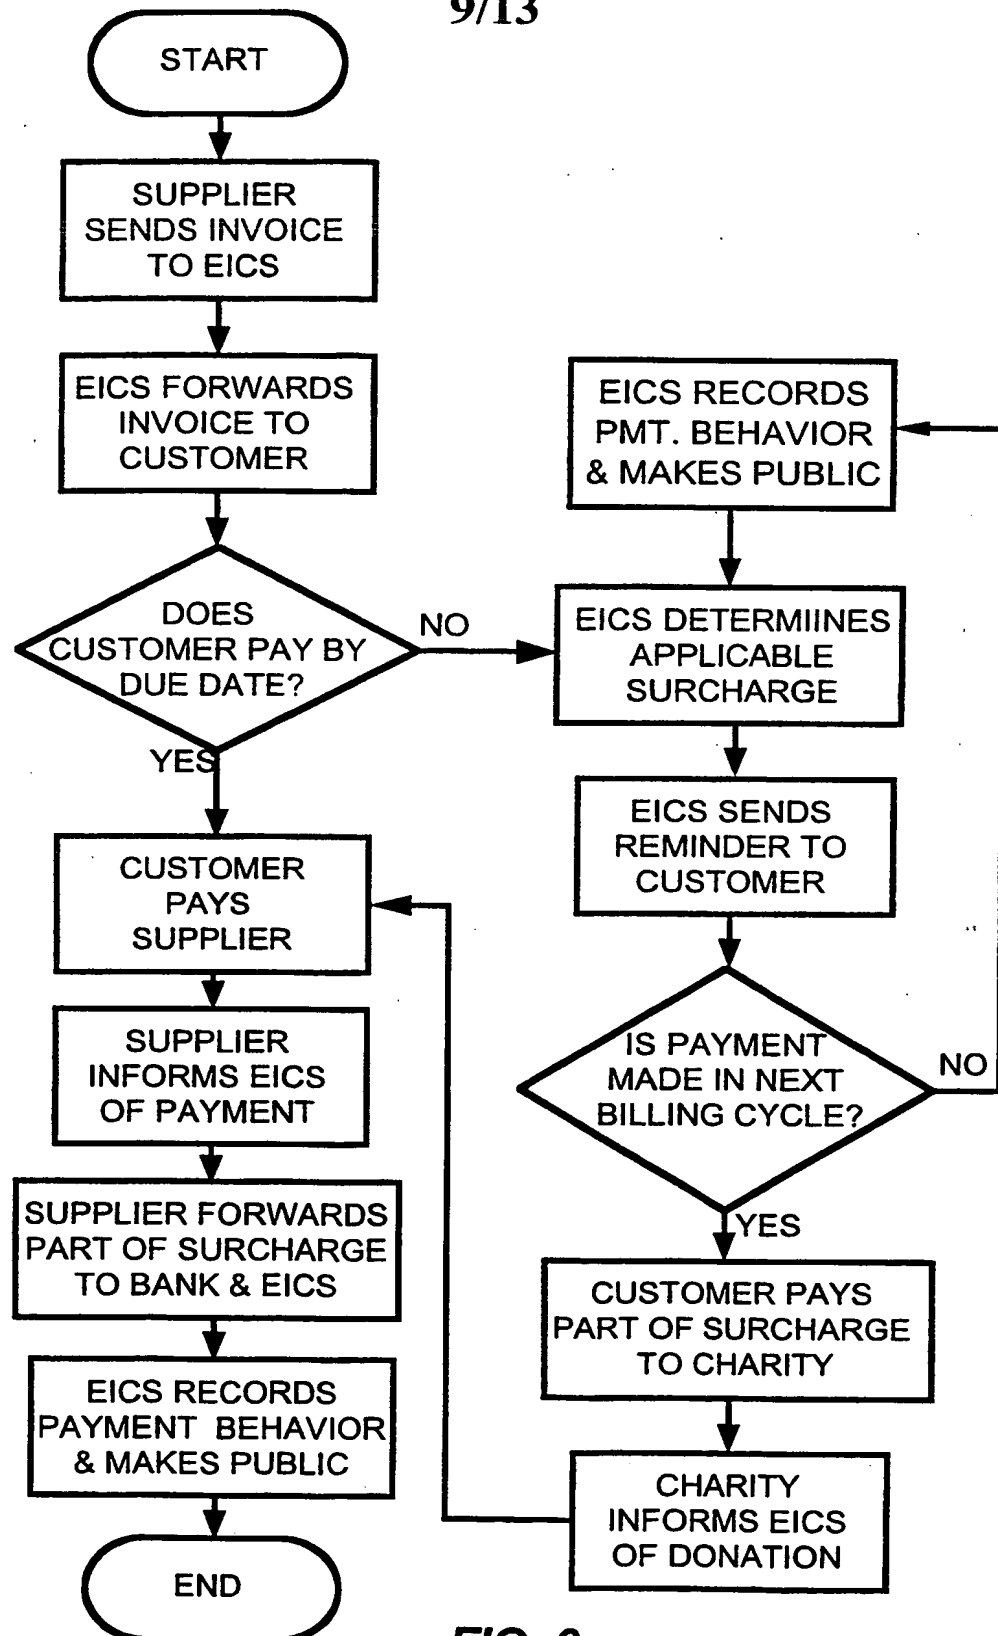 9/13
START
SUPPLIER
SENDS INVOICE
TO EICS
EICS FORWARDS
INVOICE TO
CUSTOMER
DOES
CUSTOMER PAY BY
DUE DATE?
NO
YES
CUSTOMER
PAYS
SUPPLIER
SUPPLIER
INFORMS EICS
OF PAYMENT
SUPPLIER FORWARDS
PART OF SURCHARGE
TO BANK & EICS
EICS RECORDS
PAYMENT BEHAVIOR
& MAKES PUBLIC
END
EICS RECORDS
PMT. BEHAVIOR
& MAKES PUBLIC
EICS DETERMIINES
APPLICABLE
SURCHARGE
EICS SENDS
REMINDER TO
CUSTOMER
IS PAYMENT
MADE IN NEXT
BILLING CYCLE?
NO
YES
CUSTOMER PAYS
PART OF SURCHARGE
TO CHARITY
CHARITY
INFORMS EICS
OF DONATION
FIG.